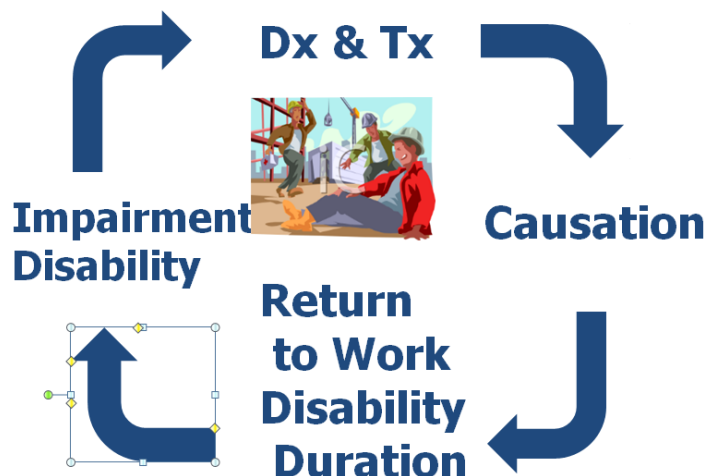 Dx & Tx
Impairment
Disability
Causation
Return
to Work
Disability
Duration